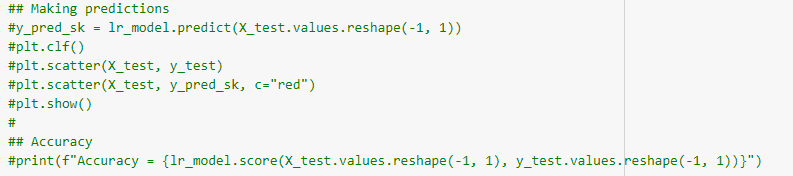 ## Making predictions
#y_pred_sk = lr_model.predict(X_test.values.reshape(-1, 1))
#plt.clf()
#plt.scatter(X_test, y_test)
#plt.scatter(X_test, y_pred_sk, c="red")
#plt.show()
#
## Accuracy
#print(f"Accuracy = {lr_model.score(X_test.values.reshape(-1, 1), y_test.values.reshape(-1, 1))}")